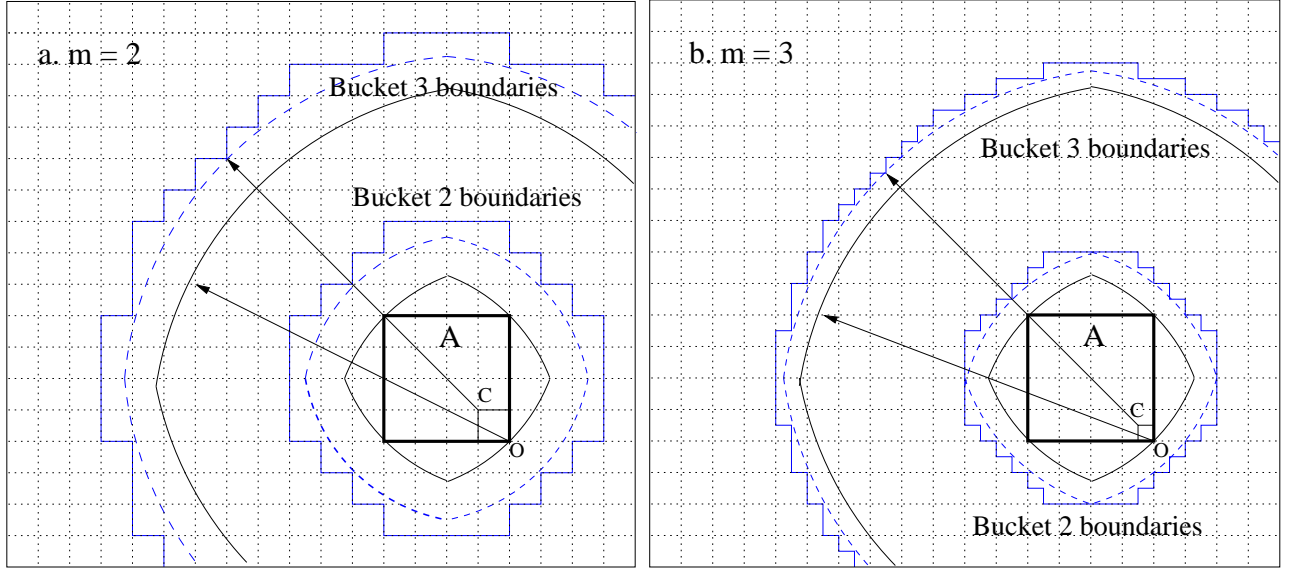 a. m = 2
Bucket 3 boundaries
Bucket 2 boundaries
A
C
O
b. m = 3
Bucket 3 boundaries
A
C
O
Bucket 2 boundaries